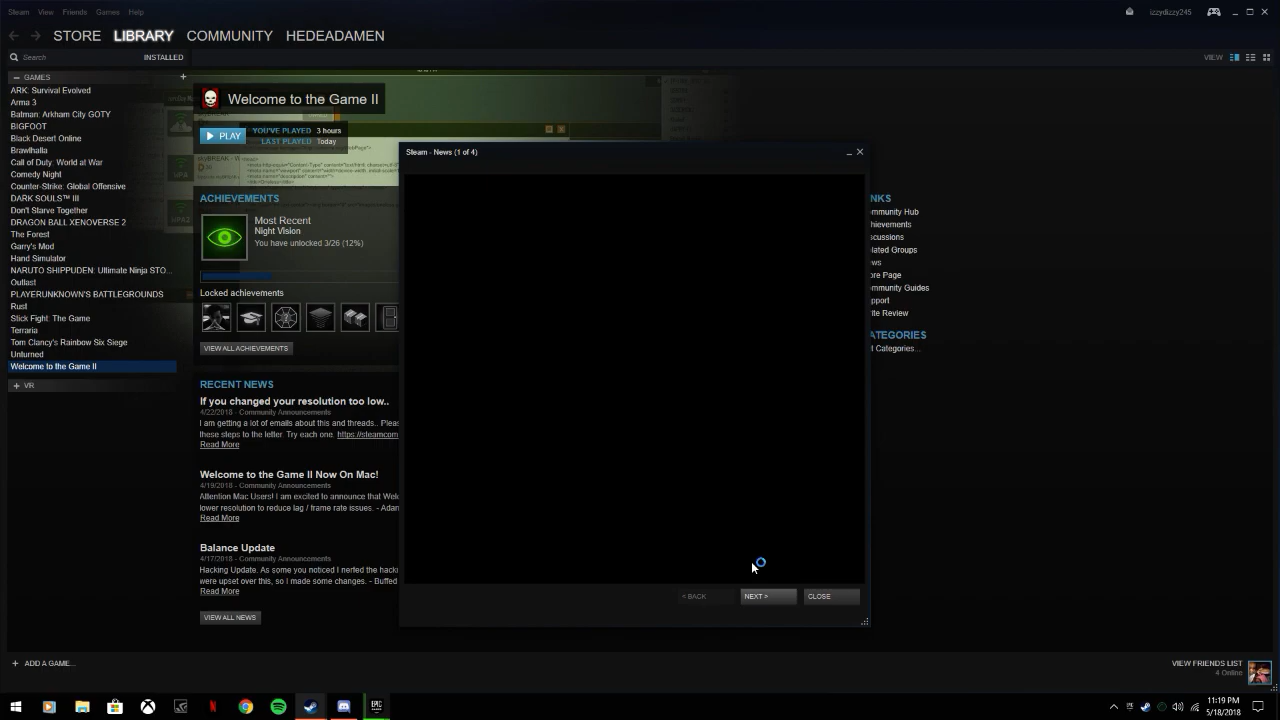 Steam View Friends Games Help
izzydizzy245
STORE LIBRARY COMMUNITY HEDEADAMEN
Search INSTALLED
VIEW
GAMES
ARK: Survival Evolved
Arma 3
Batman: Arkham City GOTY
BIGFOOT
Black Desert Online
Brawlhalla
Call of Duty: World at War
Comedy Night
Counter-Strike: Global Offensive
DARK SOULS™ III
Don't Starve Together
DRAGON BALL XENOVERSE 2
The Forest
Garry's Mod
Hand Simulator
NARUTO SHIPPUDEN: Ultimate Ninja STO...
Outlast
PLAYERUNKNOWN'S BATTLEGROUNDS
Rust
Stick Fight: The Game
Terraria
Tom Clancy's Rainbow Six Siege
Unturned
Welcome to the Game II
VR
Welcome to the Game II
PLAY
YOU'VE PLAYED 3 hours
LAST PLAYED Today
ACHIEVEMENTS
Most Recent
Night Vision
You have unlocked 3/26 (12%)
Locked achievements
VIEW ALL ACHIEVEMENTS
RECENT NEWS
If you changed your resolution too low..
4/22/2018 - Community Announcements
I am getting a lot of emails about this and threads.. Pleas
these steps to the letter. Try each one. https://steamcom
Read More
Welcome to the Game II Now On Mac!
4/19/2018 - Community Announcements
Attention Mac Users! I am excited to announce that Welc
lower resolution to reduce lag / frame rate issues. - Adan
Read More
Balance Update
4/17/2018 - Community Announcements
Hacking Update. As some you noticed I nerfed the hacki
were upset over this, so I made some changes. - Buffed
Read More
VIEW ALL NEWS
Steam - News (1 of 4)
< BACK NEXT > CLOSE
NKS
mmunity Hub
hievements
scussions
lated Groups
ws
ore Page
mmunity Guides
pport
rite Review
ATEGORIES
t Categories...
ADD A GAME...
VIEW FRIENDS LIST
4 Online
11:19 PM
5/18/2018